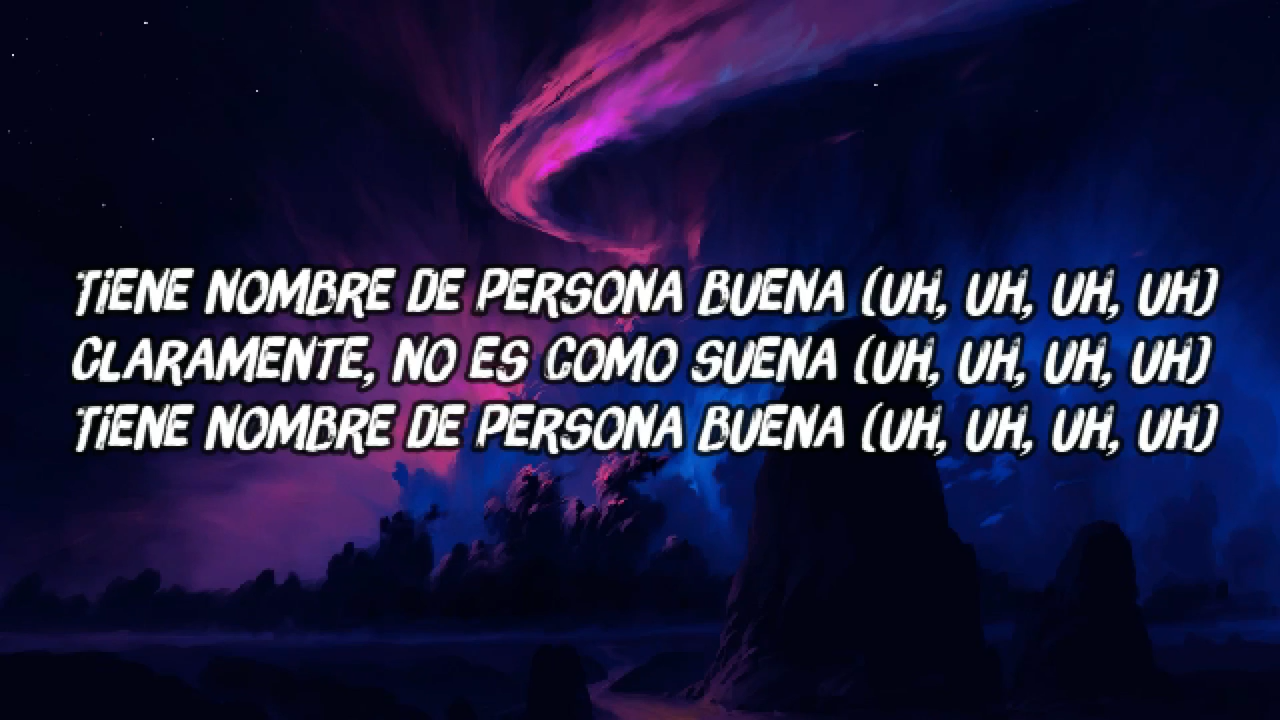 TIENE NOMBRE DE PERSONA BUENA (UH, UH, UH, UH)
CLARAMENTE, NO ES COMO SUENA (UH, UH, UH, UH)
TIENE NOMBRE DE PERSONA BUENA (UH, UH, UH, UH)